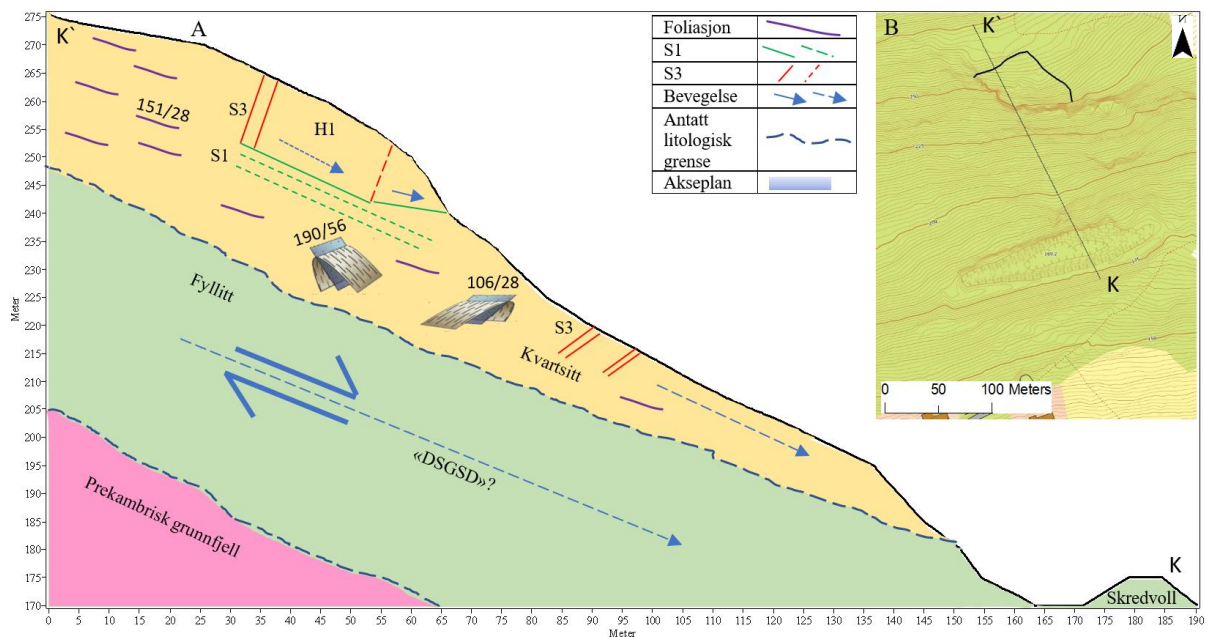 K`
A
S3
H1
151/28
S1
190/56
106/28
S3
Fyllitt
Kvartsitt
«DSGSD»?
Prekambrisk grunnfjell
K
Skredvoll
Meter
275
270
265
260
255
250
245
240
235
230
225
220
215
210
205
200
195
190
185
180
175
170
0 5 10 15 20 25 30 35 40 45 50 55 60 65 70 75 80 85 90 95 100 105 110 115 120 125 130 135 140 145 150 155 160 165 170 175 180 185 190
Meter
Foliasjon
S1
S3
Bevegelse
Antatt
litologisk
grense
Akseplan
B
K`
K
0 50 100 Meters